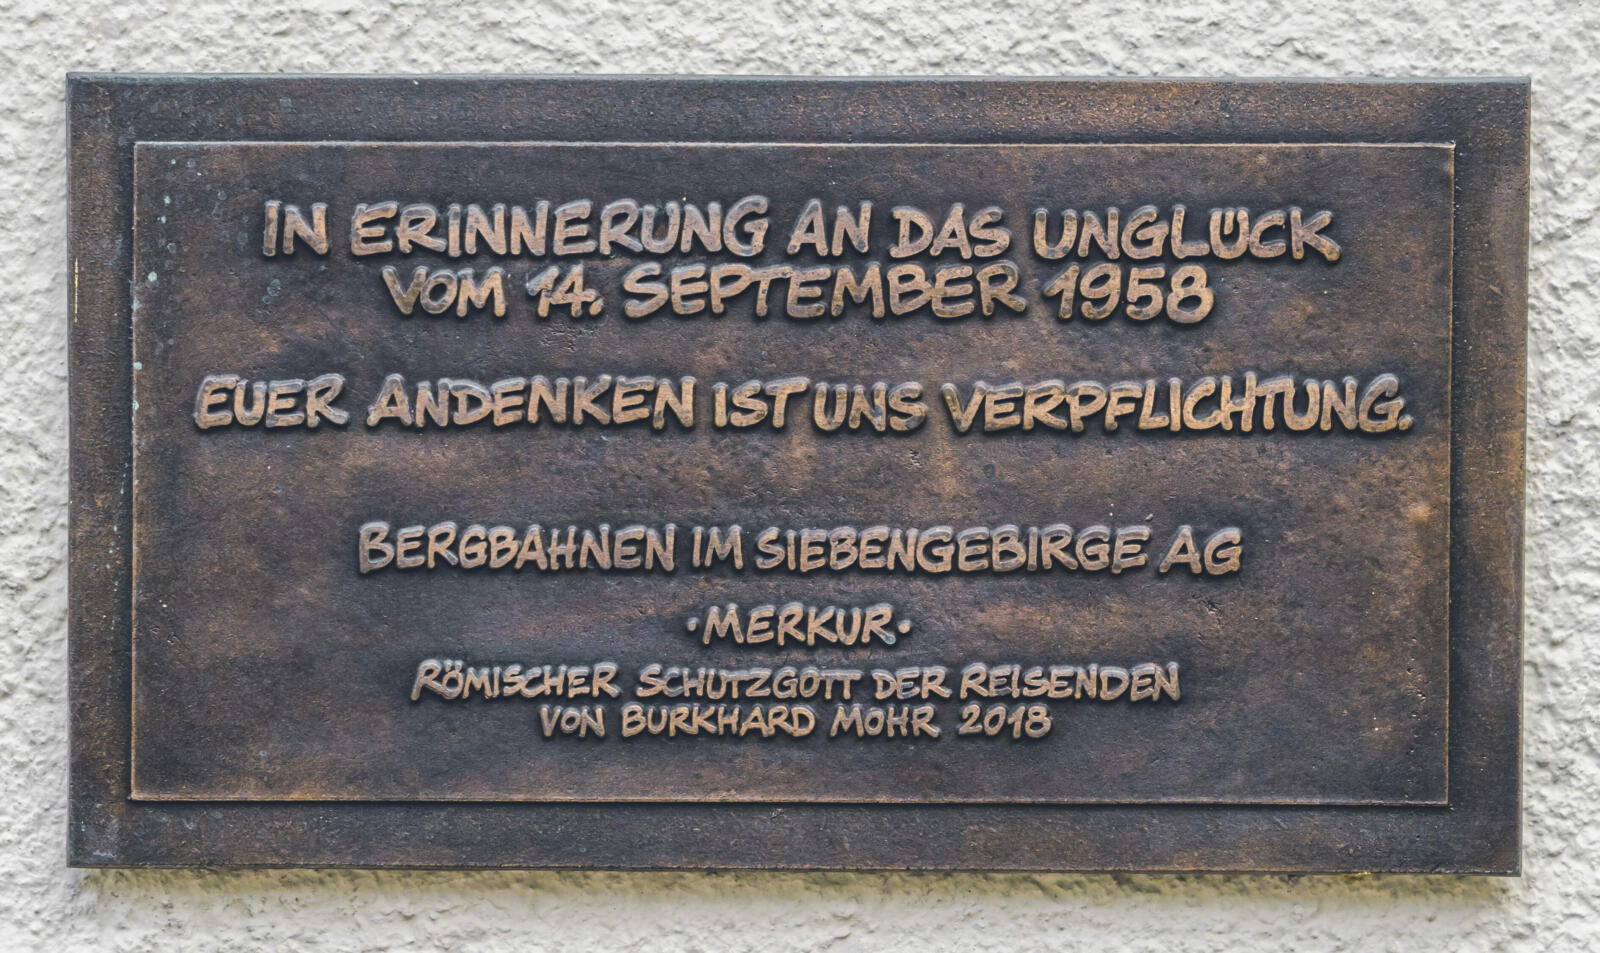 IN ERINNERUNG AN DAS UNGLÜCK
VOM 14. SEPTEMBER 1958
EUER ANDENKEN IST UNS VERPFLICHTUNG.
BERGBAHNEN IM SIEBENGEBIRGE AG
·MERKUR·
RÖMISCHER SCHUTZGOTT DER REISENDEN
VON BURKHARD MOHR 2018